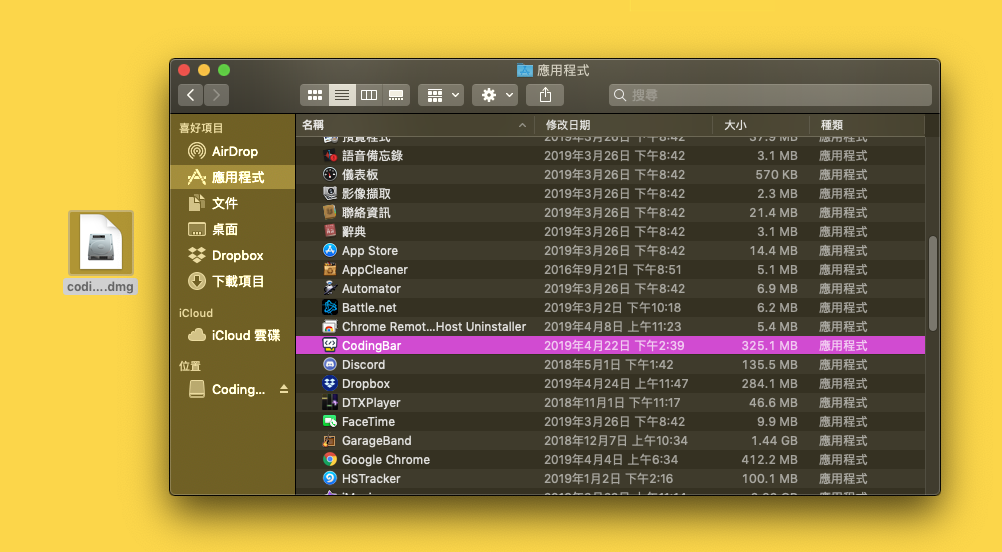 應用程式
搜尋
喜好項目
AirDrop
應用程式
文件
桌面
Dropbox
下載項目
iCloud
iCloud 雲碟
位置
Coding...
codi....dmg
名稱 修改日期 大小 種類
預覽程式 2019年3月26日 下午8:42 37.9 MB 應用程式
語音備忘錄 2019年3月26日 下午8:42 3.1 MB 應用程式
儀表板 2019年3月26日 下午8:42 570 KB 應用程式
影像擷取 2019年3月26日 下午8:42 2.3 MB 應用程式
聯絡資訊 2019年3月26日 下午8:42 21.4 MB 應用程式
辭典 2019年3月26日 下午8:42 3.1 MB 應用程式
App Store 2019年3月26日 下午8:42 14.4 MB 應用程式
AppCleaner 2016年9月21日 下午8:51 5.1 MB 應用程式
Automator 2019年3月26日 下午8:42 6.9 MB 應用程式
Battle.net 2019年3月2日 下午10:18 6.2 MB 應用程式
Chrome Remot...Host Uninstaller 2019年4月8日 上午11:23 5.4 MB 應用程式
CodingBar 2019年4月22日 下午2:39 325.1 MB 應用程式
Discord 2018年5月1日 下午1:42 135.5 MB 應用程式
Dropbox 2019年4月24日 上午11:47 284.1 MB 應用程式
DTXPlayer 2018年11月1日 下午11:17 46.6 MB 應用程式
FaceTime 2019年3月26日 下午8:42 9.9 MB 應用程式
GarageBand 2018年12月7日 上午10:34 1.44 GB 應用程式
Google Chrome 2019年4月4日 上午6:34 412.2 MB 應用程式
HSTracker 2019年1月2日 下午2:16 100.1 MB 應用程式